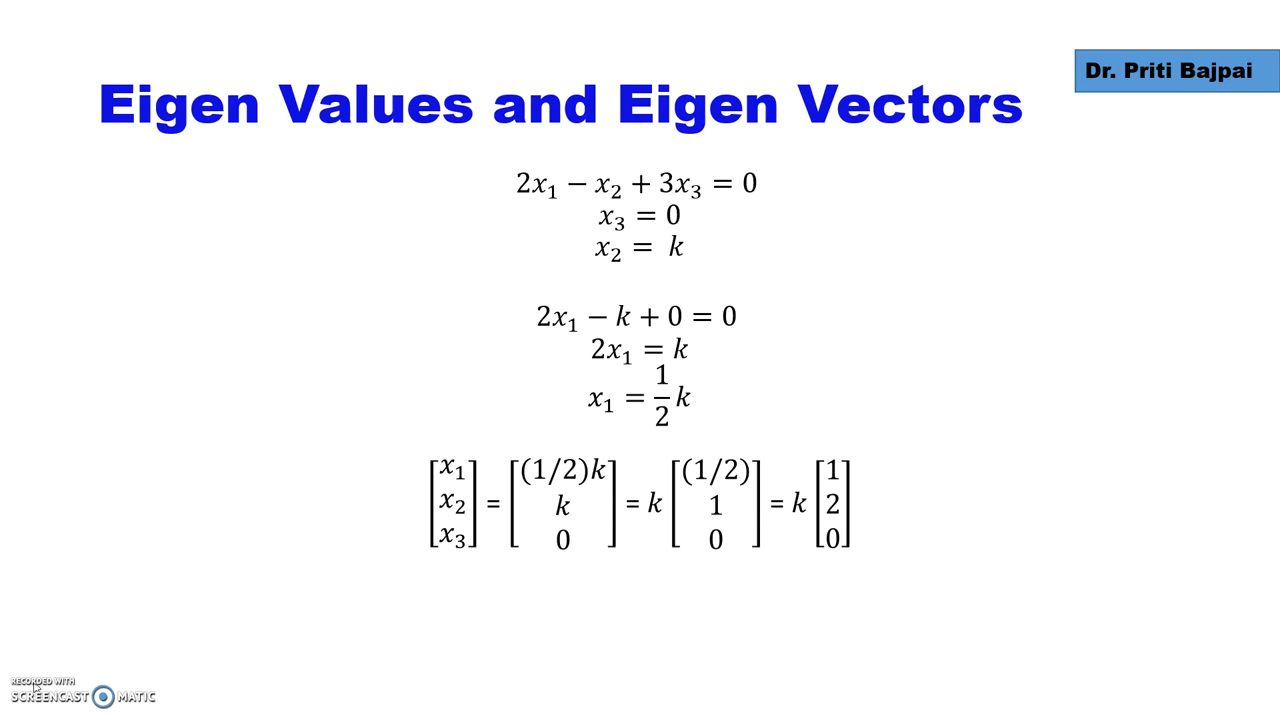 Dr. Priti Bajpai
Eigen Values and Eigen Vectors
2x₁ − x₂ + 3x₃ = 0
x₃ = 0
x₂ = k
2x₁ − k + 0 = 0
2x₁ = k
x₁ = 1/2 k
[x₁ x₂ x₃] = [(1/2)k k 0] = k [(1/2) 1 0] = k [1 2 0]
RECORDED WITH
SCREENCAST MATIC